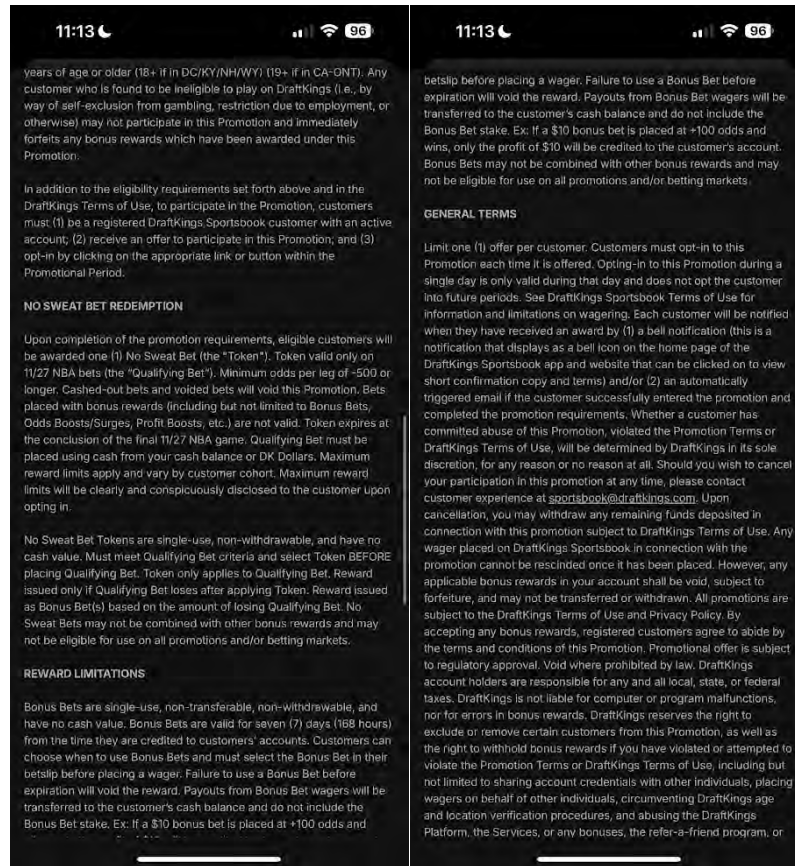 11:13
96
years of age or older (18+ if in DC/KY/NH/WY) (19+ if in CA-ONT). Any
customer who is found to be ineligible to play on DraftKings (i.e., by
way of self-exclusion from gambling, restriction due to employment, or
otherwise) may not participate in this Promotion and immediately
forfeits any bonus rewards which have been awarded under this
Promotion.
In addition to the eligibility requirements set forth above and in the
DraftKings Terms of Use, to participate in the Promotion, customers
must (1) be a registered DraftKings Sportsbook customer with an active
account; (2) receive an offer to participate in this Promotion; and (3)
opt-in by clicking on the appropriate link or button within the
Promotional Period.
NO SWEAT BET REDEMPTION
Upon completion of the promotion requirements, eligible customers will
be awarded one (1) No Sweat Bet (the "Token"). Token valid only on
11/27 NBA bets (the "Qualifying Bet"). Minimum odds per leg of -500 or
longer. Cashed-out bets and voided bets will void this Promotion. Bets
placed with bonus rewards (including but not limited to Bonus Bets,
Odds Boosts/Surges, Profit Boosts, etc.) are not valid. Token expires at
the conclusion of the final 11/27 NBA game. Qualifying Bet must be
placed using cash from your cash balance or DK Dollars. Maximum
reward limits apply and vary by customer cohort. Maximum reward
limits will be clearly and conspicuously disclosed to the customer upon
opting in.
No Sweat Bet Tokens are single-use, non-withdrawable, and have no
cash value. Must meet Qualifying Bet criteria and select Token BEFORE
placing Qualifying Bet. Token only applies to Qualifying Bet. Reward
issued only if Qualifying Bet loses after applying Token. Reward issued
as Bonus Bet(s) based on the amount of losing Qualifying Bet. No
Sweat Bets may not be combined with other bonus rewards and may
not be eligible for use on all promotions and/or betting markets.
REWARD LIMITATIONS
Bonus Bets are single-use, non-transferable, non-withdrawable, and
have no cash value. Bonus Bets are valid for seven (7) days (168 hours)
from the time they are credited to customers' accounts. Customers can
choose when to use Bonus Bets and must select the Bonus Bet in their
betslip before placing a wager. Failure to use a Bonus Bet before
expiration will void the reward. Payouts from Bonus Bet wagers will be
transferred to the customer's cash balance and do not include the
Bonus Bet stake. Ex: If a $10 bonus bet is placed at +100 odds and
11:13
96
betslip before placing a wager. Failure to use a Bonus Bet before
expiration will void the reward. Payouts from Bonus Bet wagers will be
transferred to the customer's cash balance and do not include the
Bonus Bet stake. Ex: If a $10 bonus bet is placed at +100 odds and
wins, only the profit of $10 will be credited to the customer's account.
Bonus Bets may not be combined with other bonus rewards and may
not be eligible for use on all promotions and/or betting markets
GENERAL TERMS
Limit one (1) offer per customer. Customers must opt-in to this
Promotion each time it is offered. Opting-in to this Promotion during a
single day is only valid during that day and does not opt the customer
into future periods. See DraftKings Sportsbook Terms of Use for
information and limitations on wagering. Each customer will be notified
when they have received an award by (1) a bell notification (this is a
notification that displays as a bell icon on the home page of the
DraftKings Sportsbook app and website that can be clicked on to view
short confirmation copy and terms) and/or (2) an automatically
triggered email if the customer successfully entered the promotion and
completed the promotion requirements. Whether a customer has
committed abuse of this Promotion, violated the Promotion Terms or
DraftKings Terms of Use, will be determined by DraftKings in its sole
discretion, for any reason or no reason at all. Should you wish to cancel
your participation in this promotion at any time, please contact
customer experience at sportsbook@draftkings.com. Upon
cancellation, you may withdraw any remaining funds deposited in
connection with this promotion subject to DraftKings Terms of Use. Any
wager placed on DraftKings Sportsbook in connection with the
promotion cannot be rescinded once it has been placed. However, any
applicable bonus rewards in your account shall be void, subject to
forfeiture, and may not be transferred or withdrawn. All promotions are
subject to the DraftKings Terms of Use and Privacy Policy. By
accepting any bonus rewards, registered customers agree to abide by
the terms and conditions of this Promotion. Promotional offer is subject
to regulatory approval. Void where prohibited by law. DraftKings
account holders are responsible for any and all local, state, or federal
taxes. DraftKings is not liable for computer or program malfunctions,
nor for errors in bonus rewards. DraftKings reserves the right to
exclude or remove certain customers from this Promotion, as well as
the right to withhold bonus rewards if you have violated or attempted to
violate the Promotion Terms or DraftKings Terms of Use, including but
not limited to sharing account credentials with other individuals, placing
wagers on behalf of other individuals, circumventing DraftKings age
and location verification procedures, and abusing the DraftKings
Platform, the Services, or any bonuses, the refer-a-friend program, or